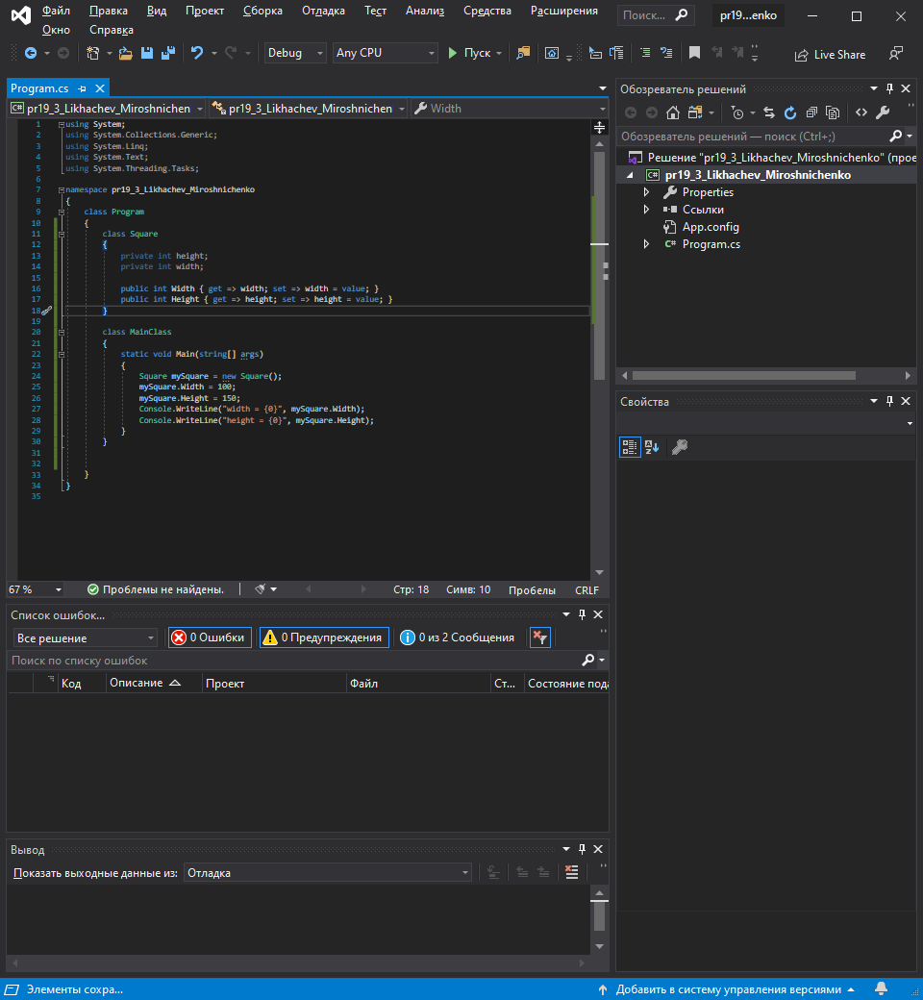 Файл Правка Вид Проект Сборка Отладка Тест Анализ Средства Расширения Поиск... pr19...enko
Окно Справка
Debug Any CPU Пуск Live Share
Program.cs
pr19_3_Likhachev_Miroshnichen pr19_3_Likhachev_Miroshnichen Width
1 using System;
2 using System.Collections.Generic;
3 using System.Linq;
4 using System.Text;
5 using System.Threading.Tasks;
6
7 namespace pr19_3_Likhachev_Miroshnichenko
8 {
9 class Program
10 {
11 class Square
12 {
13 private int height;
14 private int width;
15
16 public int Width { get => width; set => width = value; }
17 public int Height { get => height; set => height = value; }
18 }
19
20 class MainClass
21 {
22 static void Main(string[] args)
23 {
24 Square mySquare = new Square();
25 mySquare.Width = 100;
26 mySquare.Height = 150;
27 Console.WriteLine("width = {0}", mySquare.Width);
28 Console.WriteLine("height = {0}", mySquare.Height);
29 }
30 }
31
32
33 }
34 }
35
67 % Проблемы не найдены. Стр: 18 Симв: 10 Пробелы CRLF
Список ошибок...
Все решение 0 Ошибки 0 Предупреждения 0 из 2 Сообщения
Поиск по списку ошибок
Код Описание Проект Файл Ст... Состояние пода
Вывод
Показать выходные данные из: Отладка
Обозреватель решений
Обозреватель решений — поиск (Ctrl+;)
Решение "pr19_3_Likhachev_Miroshnichenko" (прое
C# pr19_3_Likhachev_Miroshnichenko
Properties
Ссылки
App.config
C# Program.cs
Свойства
Элементы сохра... Добавить в систему управления версиями